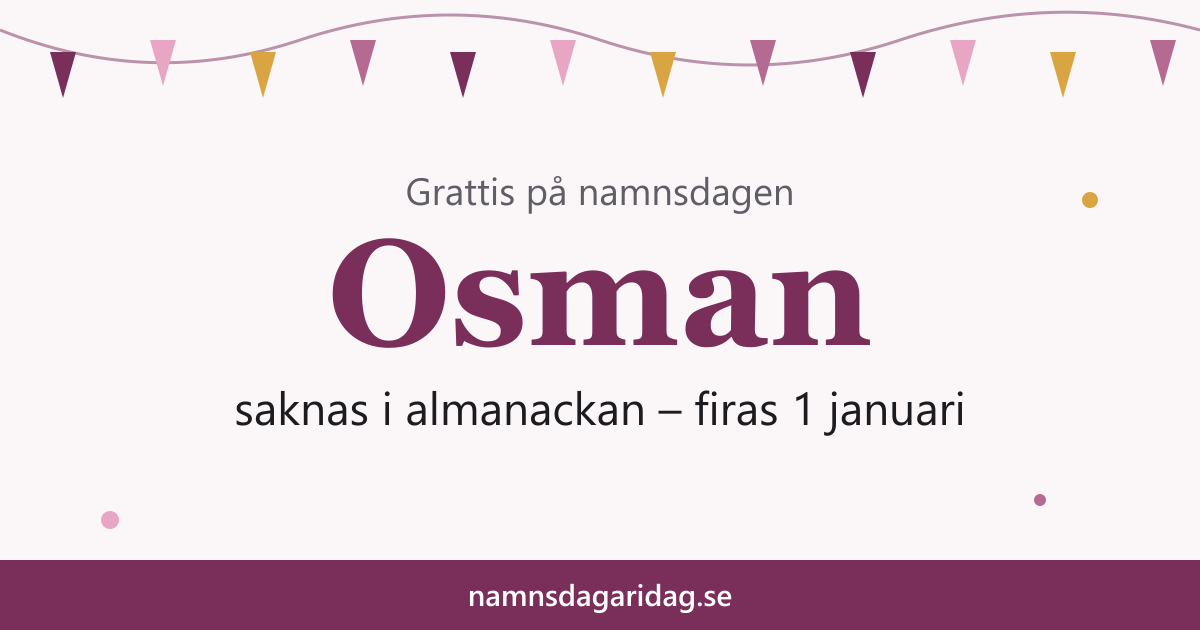 Grattis på namnsdagen
Osman
saknas i almanackan – firas 1 januari
namnsdagaridag.se